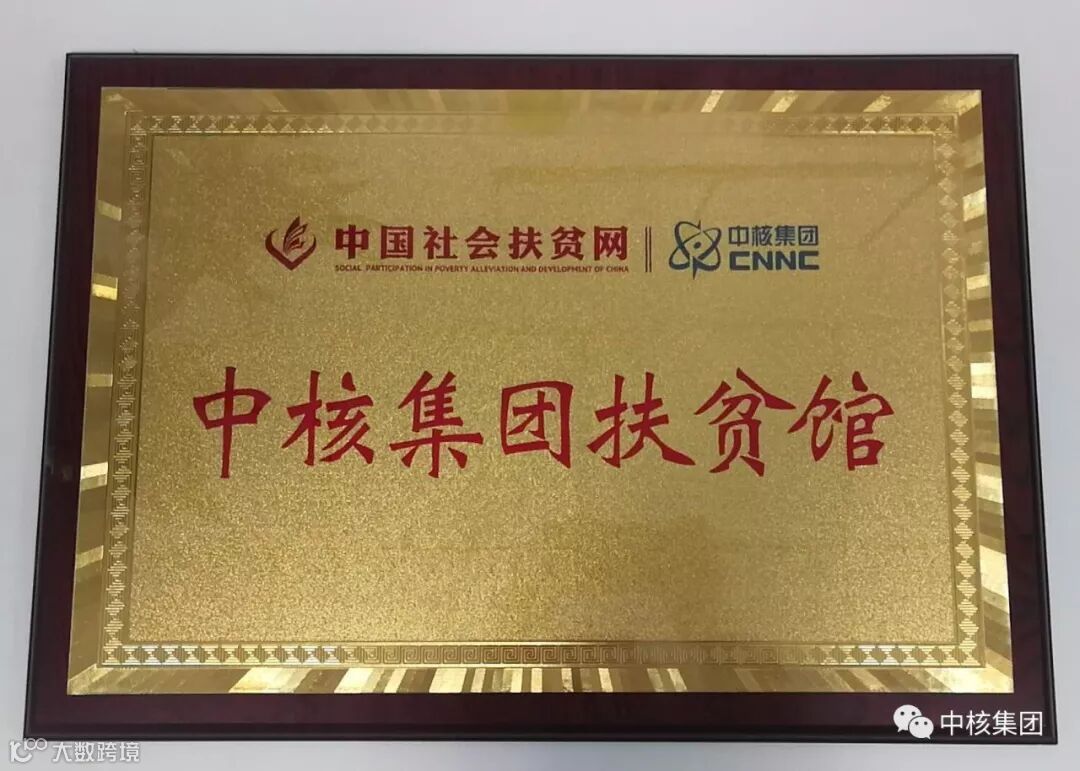 中国社会扶贫网
SOCIAL PARTICIPATION IN POVERTY ALLEVIATION AND DEVELOPMENT OF CHINA
中核集团
CNNC
中核集团扶贫馆
中核集团
大数跨境